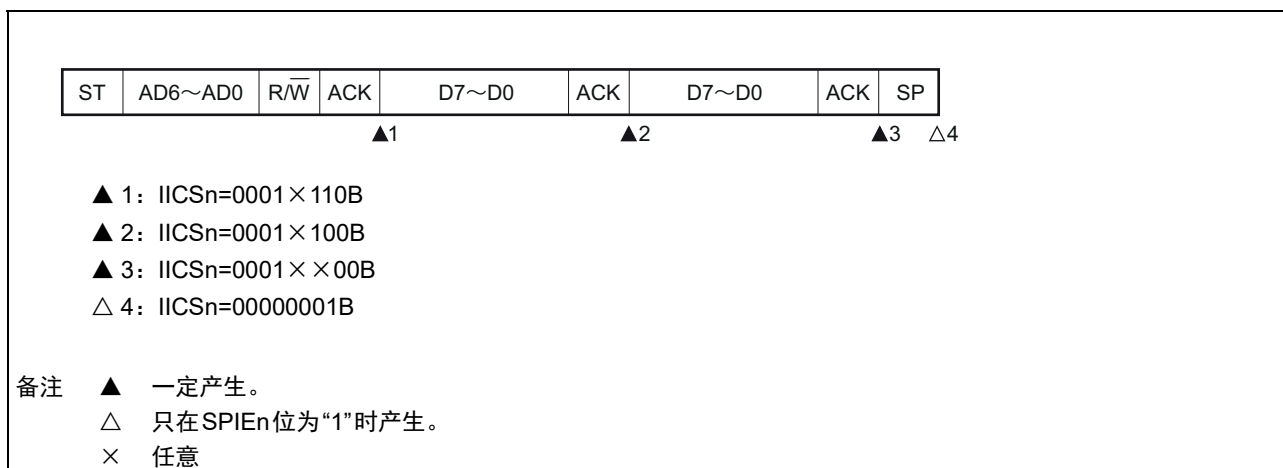 ST AD6～AD0 R/W̅ ACK D7～D0 ACK D7～D0 ACK SP
▲1 ▲2 ▲3 △4
▲ 1：IICSn=0001×110B
▲ 2：IICSn=0001×100B
▲ 3：IICSn=0001××00B
△ 4：IICSn=00000001B
备注 ▲ 一定产生。
△ 只在SPIEn位为“1”时产生。
× 任意